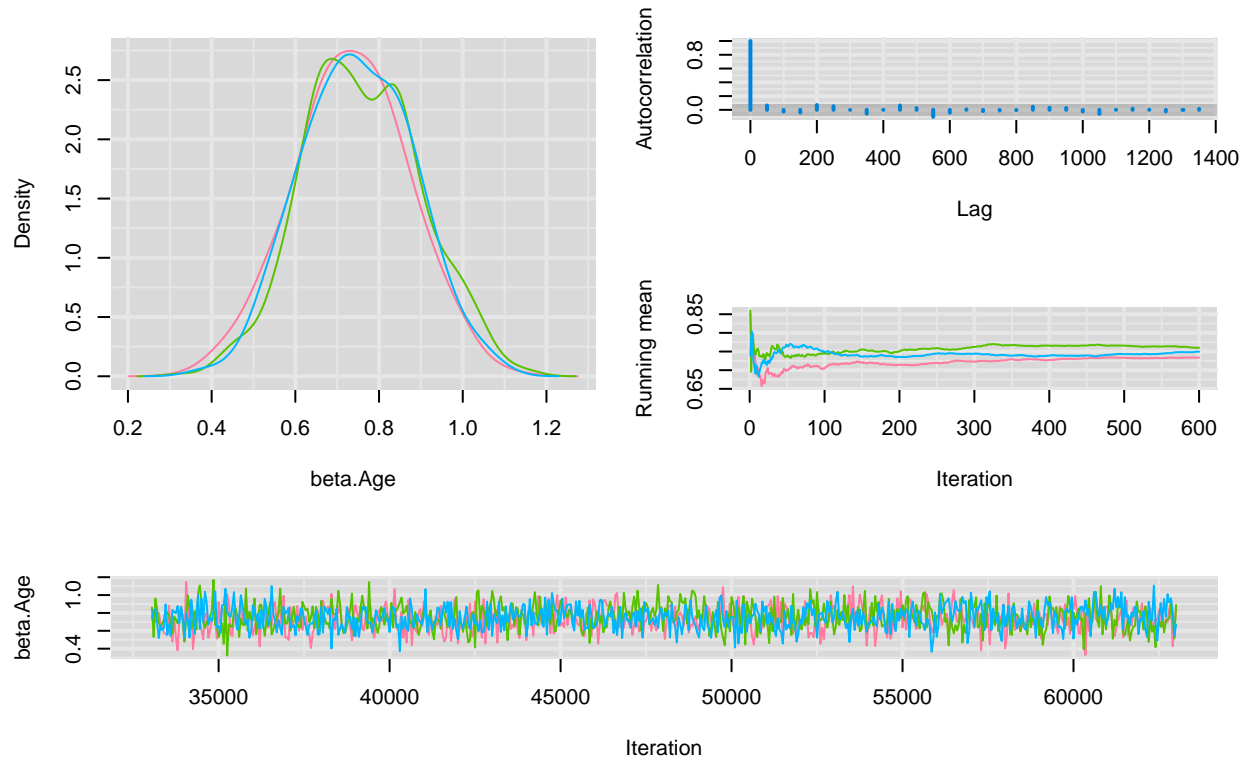 Density
0.0
0.5
1.0
1.5
2.0
2.5
0.2 0.4 0.6 0.8 1.0 1.2
beta.Age
Autocorrelation
0.0 0.8
0 200 400 600 800 1000 1200 1400
Lag
Running mean
0.65 0.85
0 100 200 300 400 500 600
Iteration
beta.Age
0.4 1.0
35000 40000 45000 50000 55000 60000
Iteration